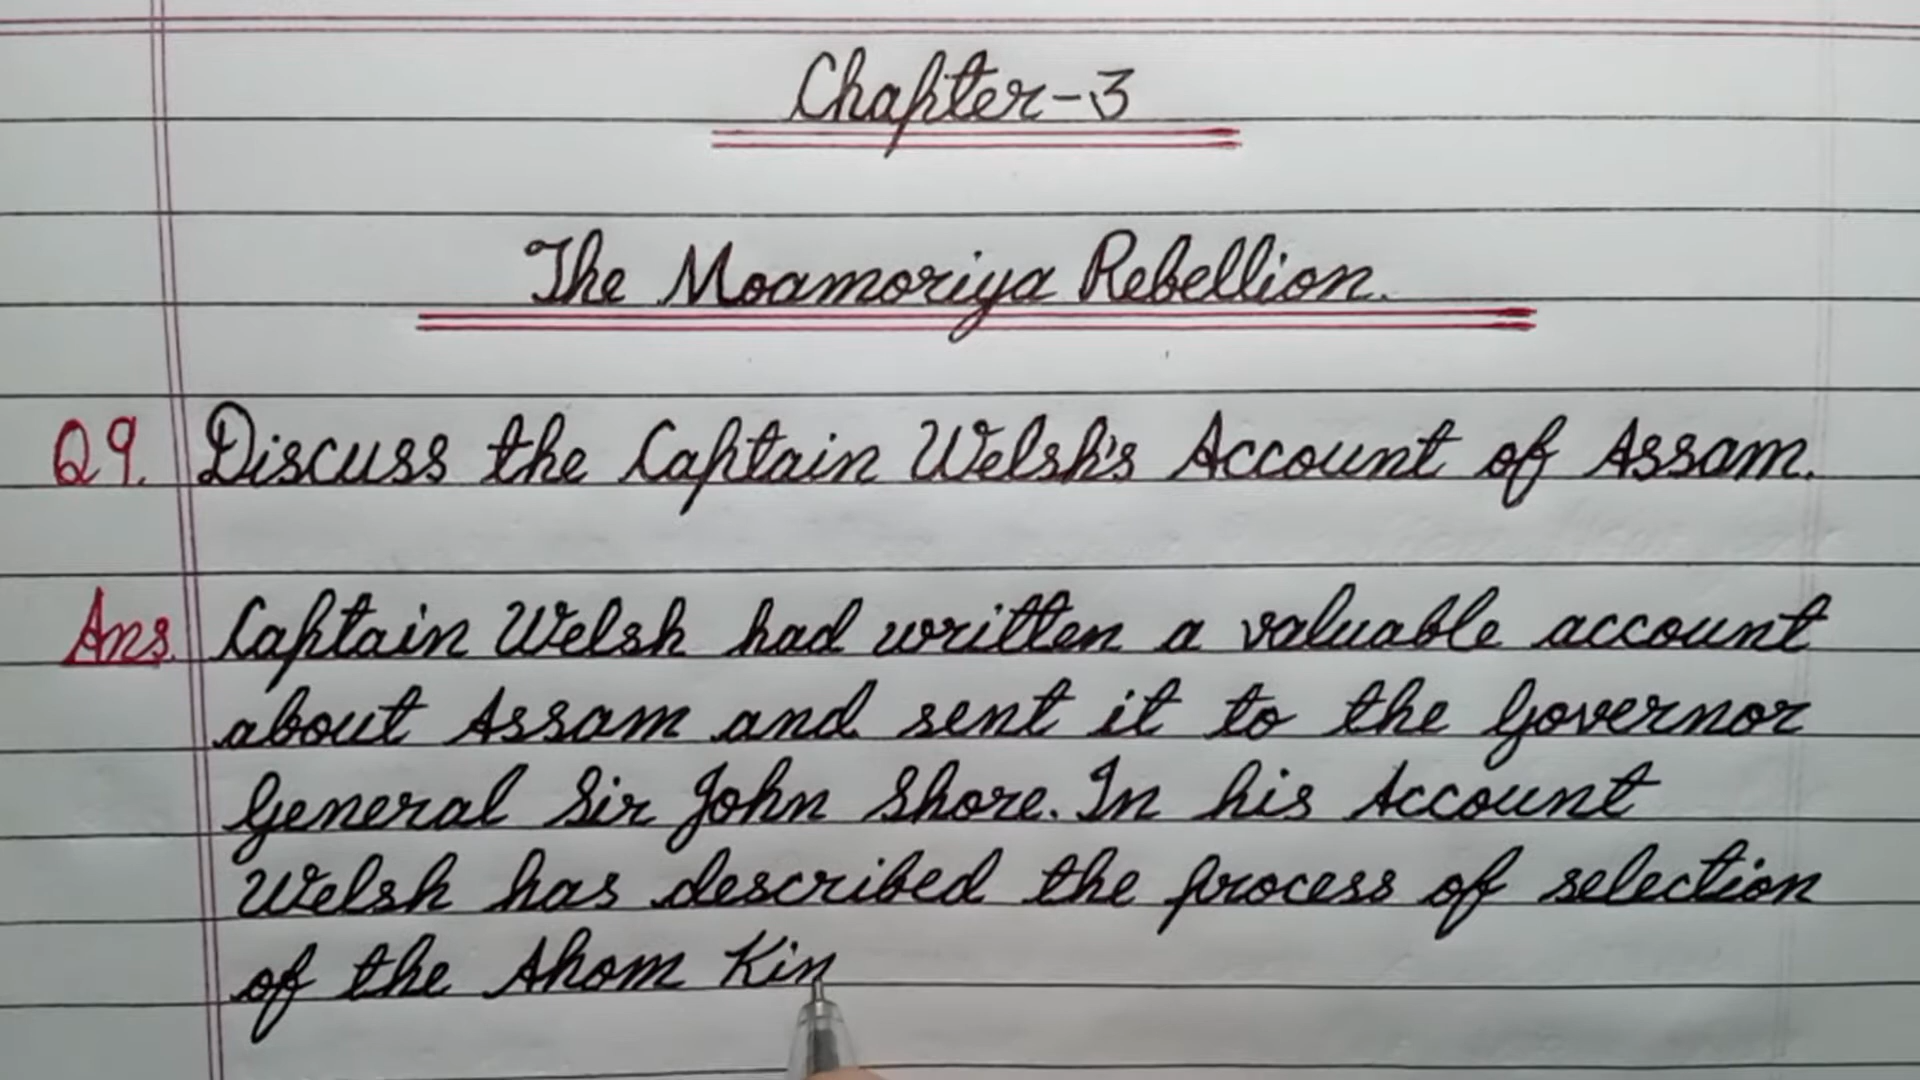 Chapter-3
The Moamoriya Rebellion.
Q9. Discuss the Captain Welsh's Account of Assam.
Ans. Captain Welsh had written a valuable account
about Assam and sent it to the Governor
General Sir John Shore. In his Account
Welsh has described the process of selection
of the Ahom Kin